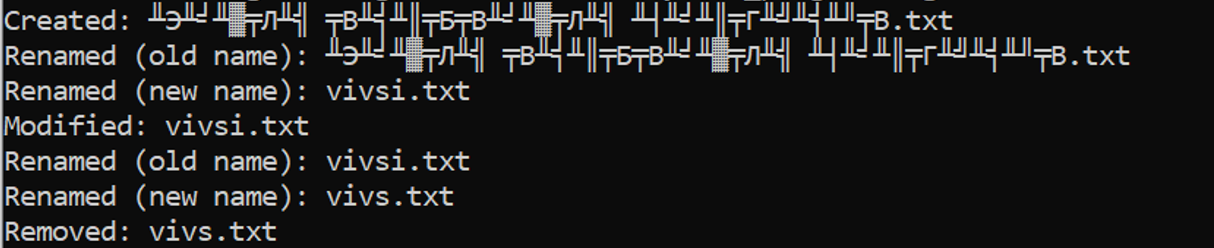 Created: ╨Э╨╛╨▓╤Л╨╣ ╤В╨╡╨║╤Б╤В╨╛╨▓╤Л╨╣ ╨┤╨╛╨║╤Г╨╝╨╡╨╜╤В.txt
Renamed (old name): ╨Э╨╛╨▓╤Л╨╣ ╤В╨╡╨║╤Б╤В╨╛╨▓╤Л╨╣ ╨┤╨╛╨║╤Г╨╝╨╡╨╜╤В.txt
Renamed (new name): vivsi.txt
Modified: vivsi.txt
Renamed (old name): vivsi.txt
Renamed (new name): vivs.txt
Removed: vivs.txt